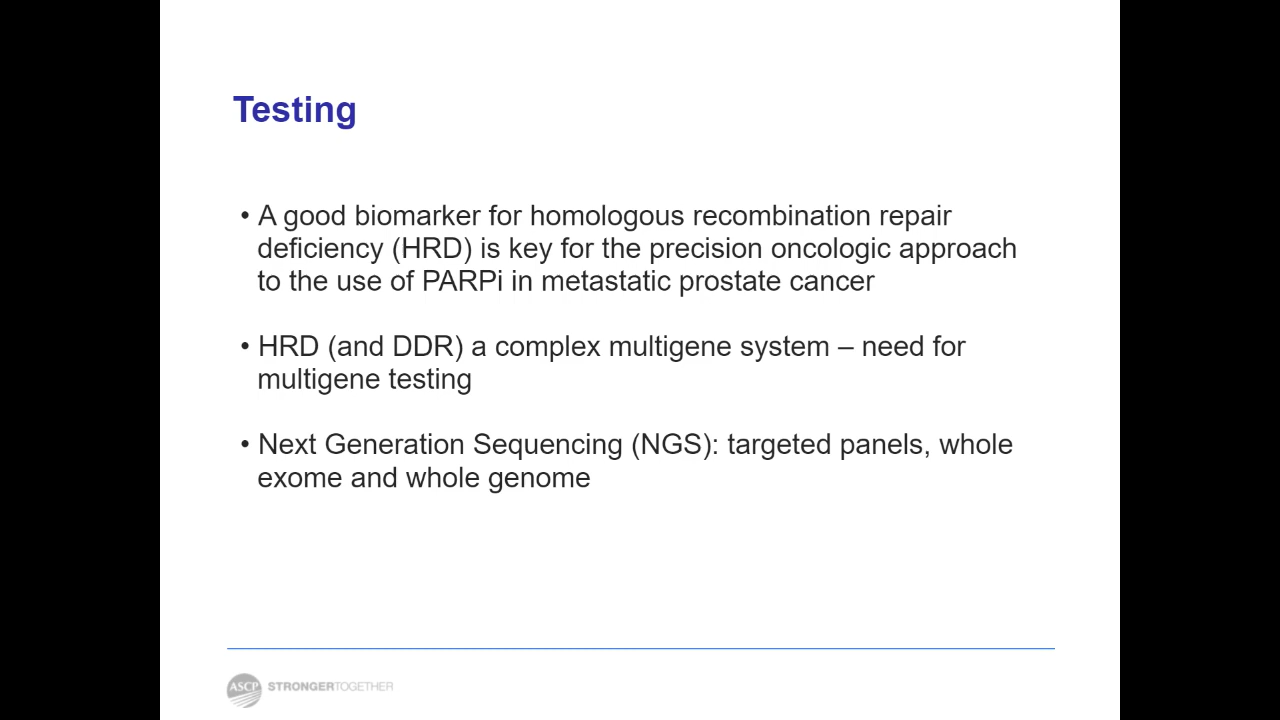 Testing
• A good biomarker for homologous recombination repair
deficiency (HRD) is key for the precision oncologic approach
to the use of PARPi in metastatic prostate cancer
• HRD (and DDR) a complex multigene system – need for
multigene testing
• Next Generation Sequencing (NGS): targeted panels, whole
exome and whole genome
ASCP STRONGERTOGETHER